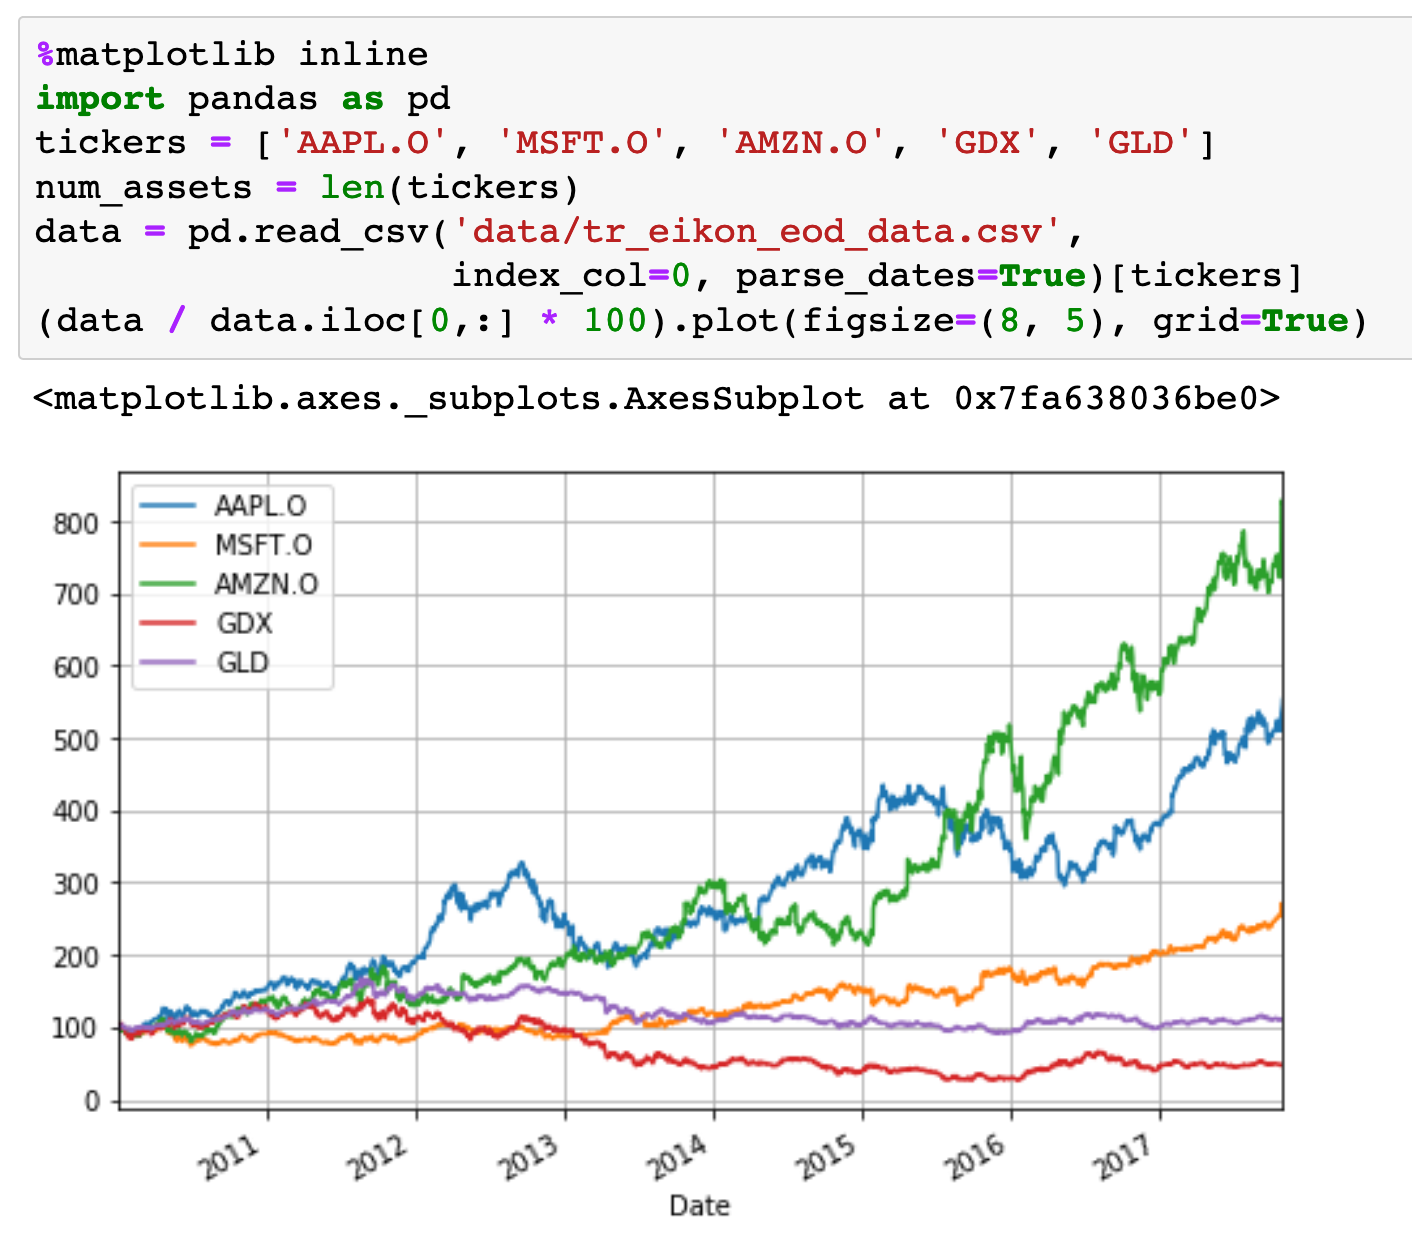 %matplotlib inline
import pandas as pd
tickers = ['AAPL.O', 'MSFT.O', 'AMZN.O', 'GDX', 'GLD']
num_assets = len(tickers)
data = pd.read_csv('data/tr_eikon_eod_data.csv',
                   index_col=0, parse_dates=True)[tickers]
(data / data.iloc[0,:] * 100).plot(figsize=(8, 5), grid=True)
<matplotlib.axes._subplots.AxesSubplot at 0x7fa638036be0>
AAPL.O
MSFT.O
AMZN.O
GDX
GLD
800
700
600
500
400
300
200
100
0
2011 2012 2013 2014 2015 2016 2017
Date